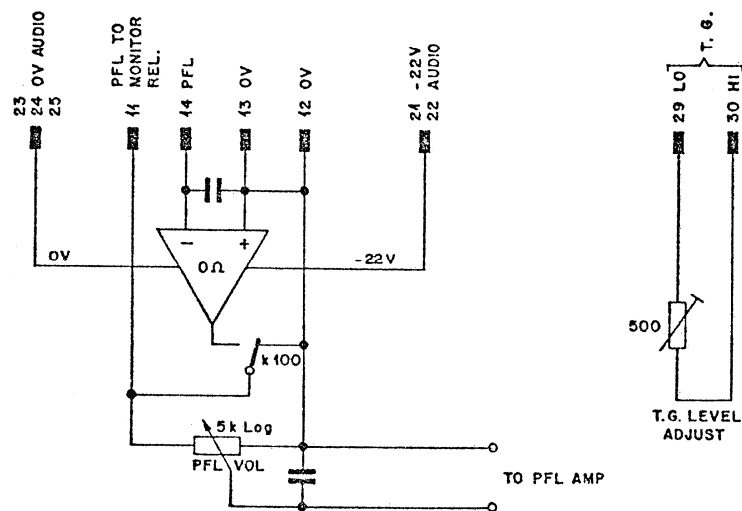 23
24 0V AUDIO
25
PFL TO
MONITOR
REL.
11
14 PFL
13 0V
12 0V
21 -22V
22 AUDIO
T. G.
29 LO
30 HI
− +
0V
0Ω
-22V
k 100
5k Log
PFL VOL
TO PFL AMP
500
T.G. LEVEL
ADJUST